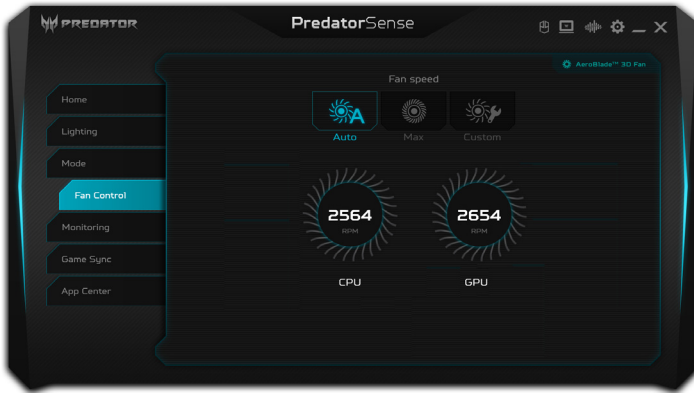 PREDATOR
PredatorSense
AeroBlade™ 3D Fan
Fan speed
Home
Lighting
Mode
Fan Control
Monitoring
Game Sync
App Center
A
Auto
Max
Custom
2564
RPM
2654
RPM
CPU
GPU